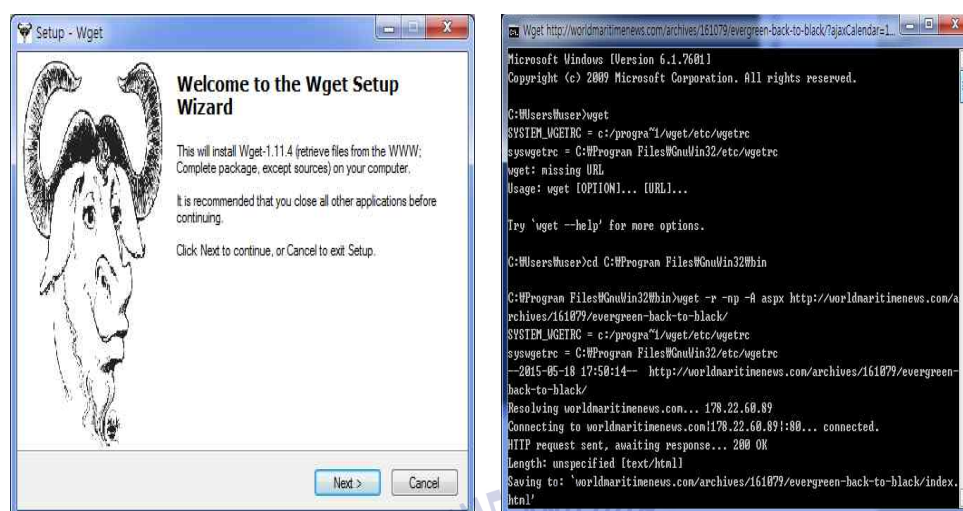 Setup - Wget
Welcome to the Wget Setup
Wizard
This will install Wget-1.11.4 (retrieve files from the WWW;
Complete package, except sources) on your computer.
It is recommended that you close all other applications before
continuing.
Click Next to continue, or Cancel to exit Setup.
Next >
Cancel
Wget http://worldmaritimenews.com/archives/161079/evergreen-back-to-black/?ajaxCalendar=1...
Microsoft Windows [Version 6.1.7601]
Copyright (c) 2009 Microsoft Corporation. All rights reserved.
C:₩Users₩user>wget
SYSTEM_WGETRC = c:/progra~1/wget/etc/wgetrc
syswgetrc = C:₩Program Files₩GnuWin32/etc/wgetrc
wget: missing URL
Usage: wget [OPTION]... [URL]...
Try `wget --help' for more options.
C:₩Users₩user>cd C:₩Program Files₩GnuWin32₩bin
C:₩Program Files₩GnuWin32₩bin>wget -r -np -A aspx http://worldmaritimenews.com/a
rchives/161079/evergreen-back-to-black/
SYSTEM_WGETRC = c:/progra~1/wget/etc/wgetrc
syswgetrc = C:₩Program Files₩GnuWin32/etc/wgetrc
--2015-05-18 17:50:14--  http://worldmaritimenews.com/archives/161079/evergreen-
back-to-black/
Resolving worldmaritimenews.com... 178.22.60.89
Connecting to worldmaritimenews.com|178.22.60.89|:80... connected.
HTTP request sent, awaiting response... 200 OK
Length: unspecified [text/html]
Saving to: `worldmaritimenews.com/archives/161079/evergreen-back-to-black/index.
html'